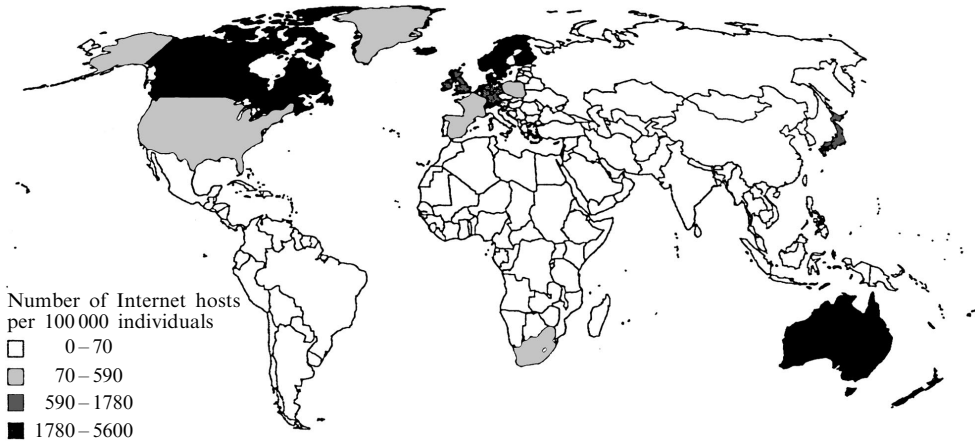 Number of Internet hosts
per 100 000 individuals
0 – 70
70 – 590
590 – 1780
1780 – 5600